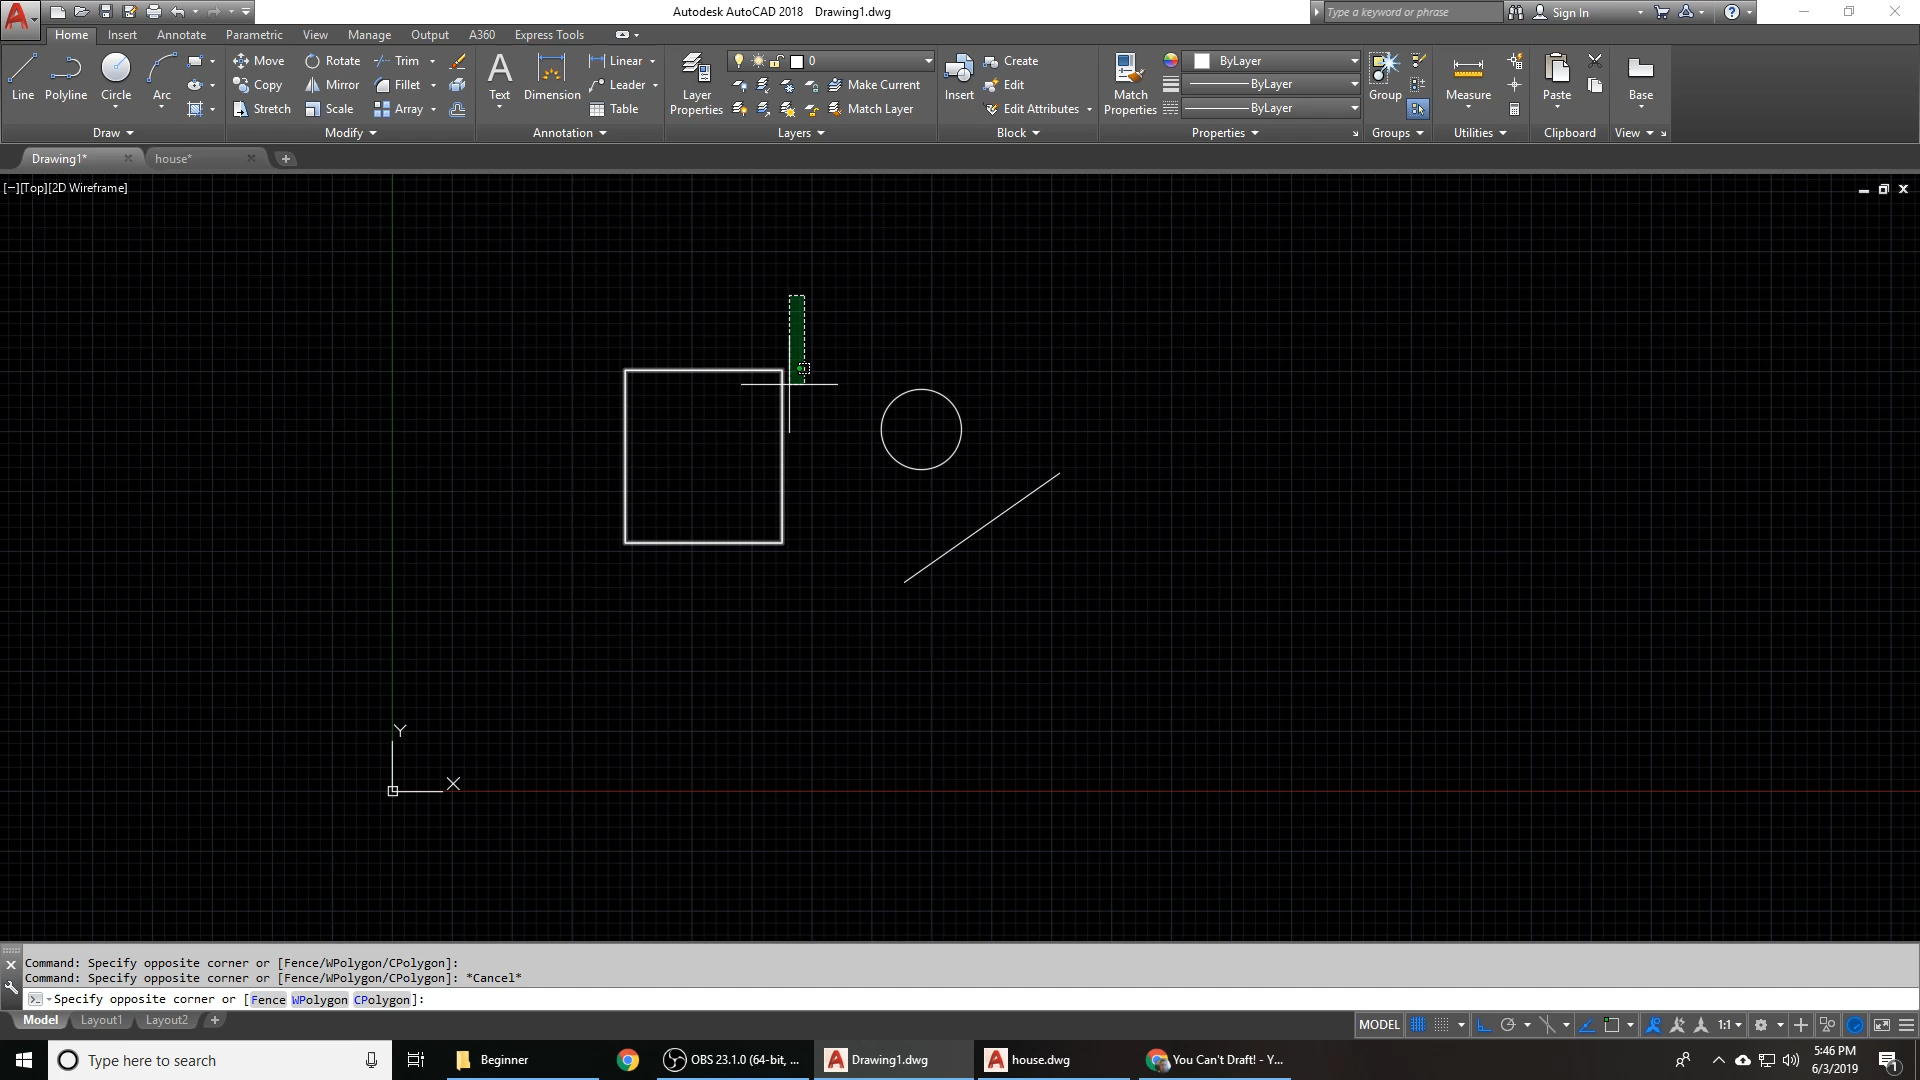 Autodesk AutoCAD 2018 Drawing1.dwg
Type a keyword or phrase
Sign In
Home Insert Annotate Parametric View Manage Output A360 Express Tools
Line Polyline Circle Arc
Move Rotate Trim
Copy Mirror Fillet
Stretch Scale Array
Text Dimension
Linear
Leader
Table
Layer Properties
0
Make Current
Match Layer
Insert
Create
Edit
Edit Attributes
Match Properties
ByLayer
ByLayer
ByLayer
Group
Measure
Paste
Base
Draw Modify Annotation Layers Block Properties Groups Utilities Clipboard View
Drawing1* house*
[−][Top][2D Wireframe]
Y
X
Command: Specify opposite corner or [Fence/WPolygon/CPolygon]:
Command: Specify opposite corner or [Fence/WPolygon/CPolygon]: *Cancel*
Specify opposite corner or [Fence WPolygon CPolygon]:
Model Layout1 Layout2
MODEL 1:1
Type here to search
Beginner
OBS 23.1.0 (64-bit, ...
Drawing1.dwg
house.dwg
You Can't Draft! - Y...
5:46 PM
6/3/2019
1